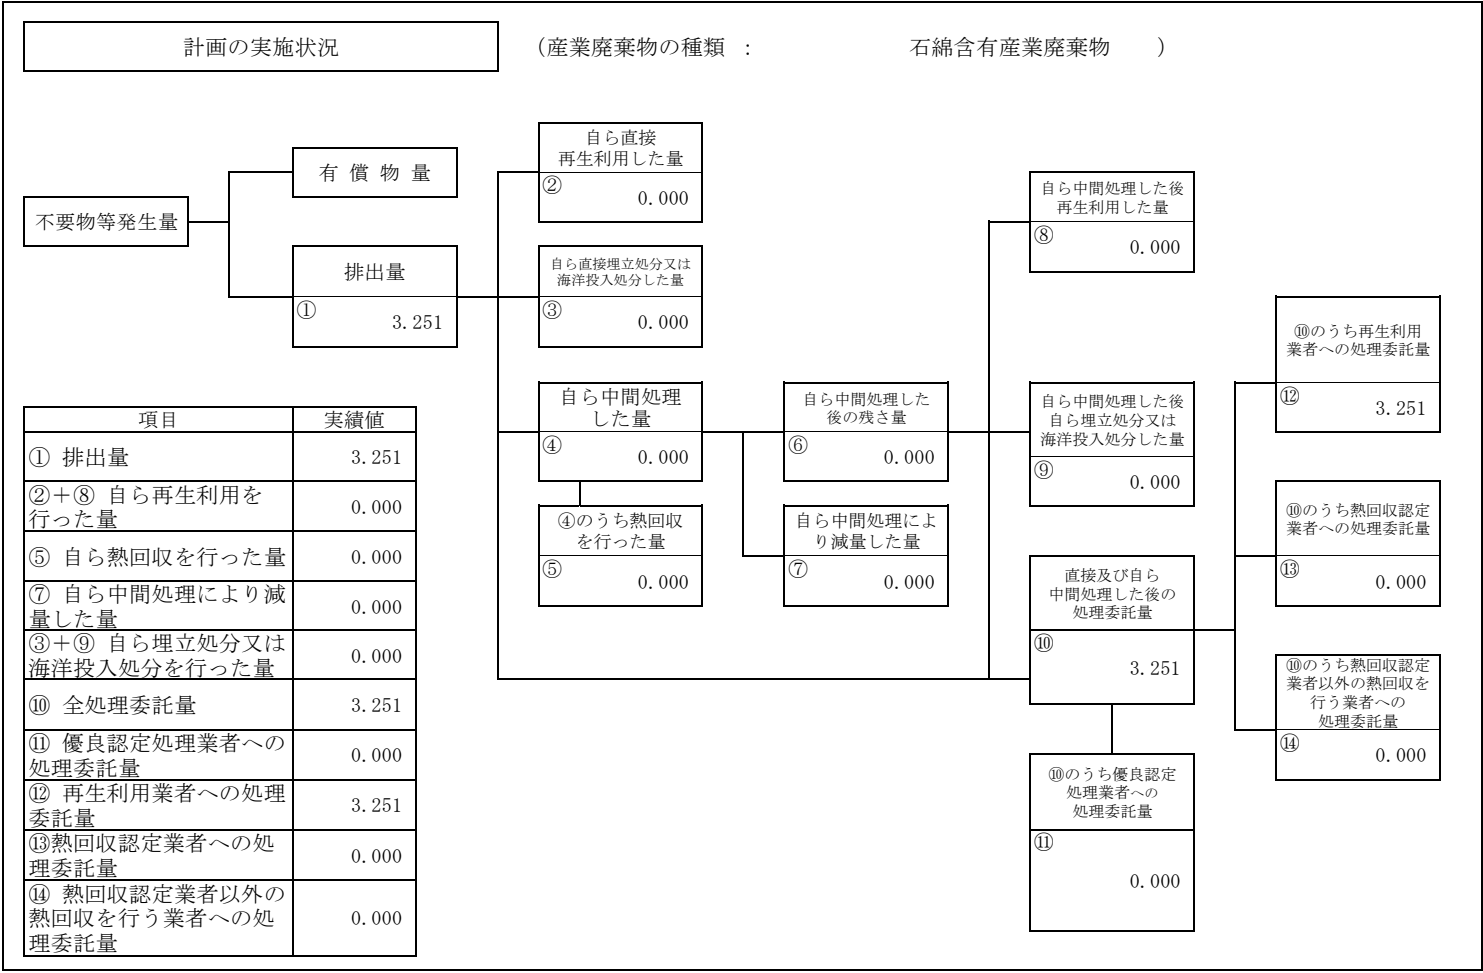 計画の実施状況
（産業廃棄物の種類 : 石綿含有産業廃棄物 ）
不要物等発生量
有 償 物 量
排出量
① 3.251
自ら直接
再生利用した量
② 0.000
自ら直接埋立処分又は
海洋投入処分した量
③ 0.000
自ら中間処理
した量
④ 0.000
④のうち熱回収
を行った量
⑤ 0.000
自ら中間処理した
後の残さ量
⑥ 0.000
自ら中間処理によ
り減量した量
⑦ 0.000
自ら中間処理した後
再生利用した量
⑧ 0.000
自ら中間処理した後
自ら埋立処分又は
海洋投入処分した量
⑨ 0.000
直接及び自ら
中間処理した後の
処理委託量
⑩ 3.251
⑩のうち優良認定
処理業者への
処理委託量
⑪ 0.000
⑩のうち再生利用
業者への処理委託量
⑫ 3.251
⑩のうち熱回収認定
業者への処理委託量
⑬ 0.000
⑩のうち熱回収認定
業者以外の熱回収を
行う業者への
処理委託量
⑭ 0.000
項目 実績値
① 排出量 3.251
②＋⑧ 自ら再生利用を
行った量 0.000
⑤ 自ら熱回収を行った量 0.000
⑦ 自ら中間処理により減
量した量 0.000
③＋⑨ 自ら埋立処分又は
海洋投入処分を行った量 0.000
⑩ 全処理委託量 3.251
⑪ 優良認定処理業者への
処理委託量 0.000
⑫ 再生利用業者への処理
委託量 3.251
⑬熱回収認定業者への処
理委託量 0.000
⑭ 熱回収認定業者以外の
熱回収を行う業者への処
理委託量 0.000